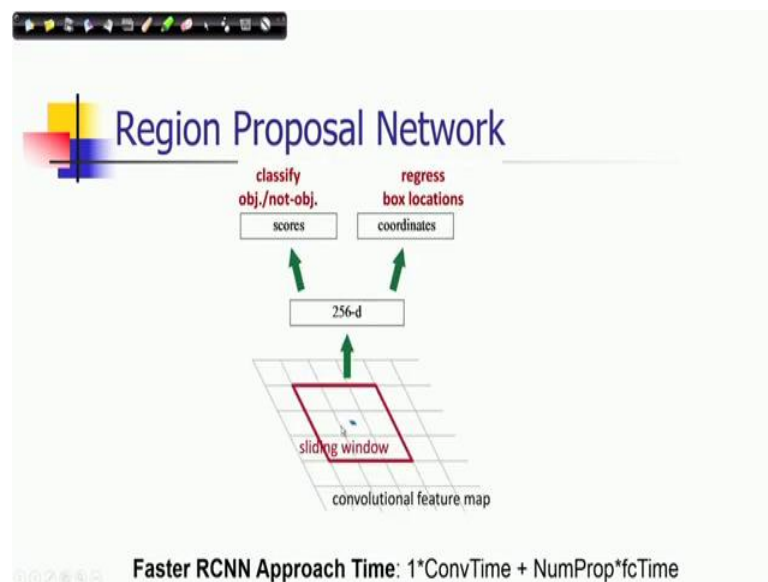 Region Proposal Network
classify
obj./not-obj.
regress
box locations
scores
coordinates
256-d
sliding window
convolutional feature map
Faster RCNN Approach Time: 1*ConvTime + NumProp*fcTime